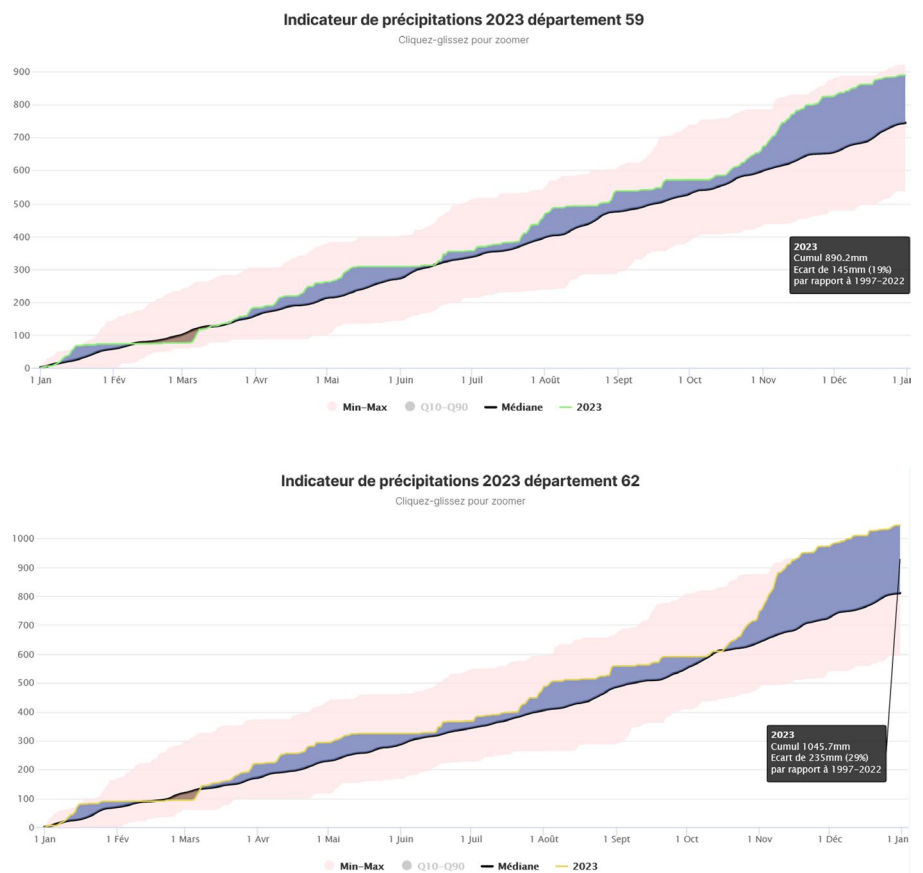 Indicateur de précipitations 2023 département 59
Cliquez-glissez pour zoomer
900
800
700
600
500
400
300
200
100
0
2023
Cumul 890.2mm
Ecart de 145mm (19%)
par rapport à 1997-2022
1 Jan 1 Fév 1 Mars 1 Avr 1 Mai 1 Juin 1 Juil 1 Août 1 Sept 1 Oct 1 Nov 1 Déc 1 Jan
Min-Max Q10-Q90 Médiane 2023
Indicateur de précipitations 2023 département 62
Cliquez-glissez pour zoomer
1000
900
800
700
600
500
400
300
200
100
0
2023
Cumul 1045.7mm
Ecart de 235mm (29%)
par rapport à 1997-2022
1 Jan 1 Fév 1 Mars 1 Avr 1 Mai 1 Juin 1 Juil 1 Août 1 Sept 1 Oct 1 Nov 1 Déc 1 Jan
Min-Max Q10-Q90 Médiane 2023